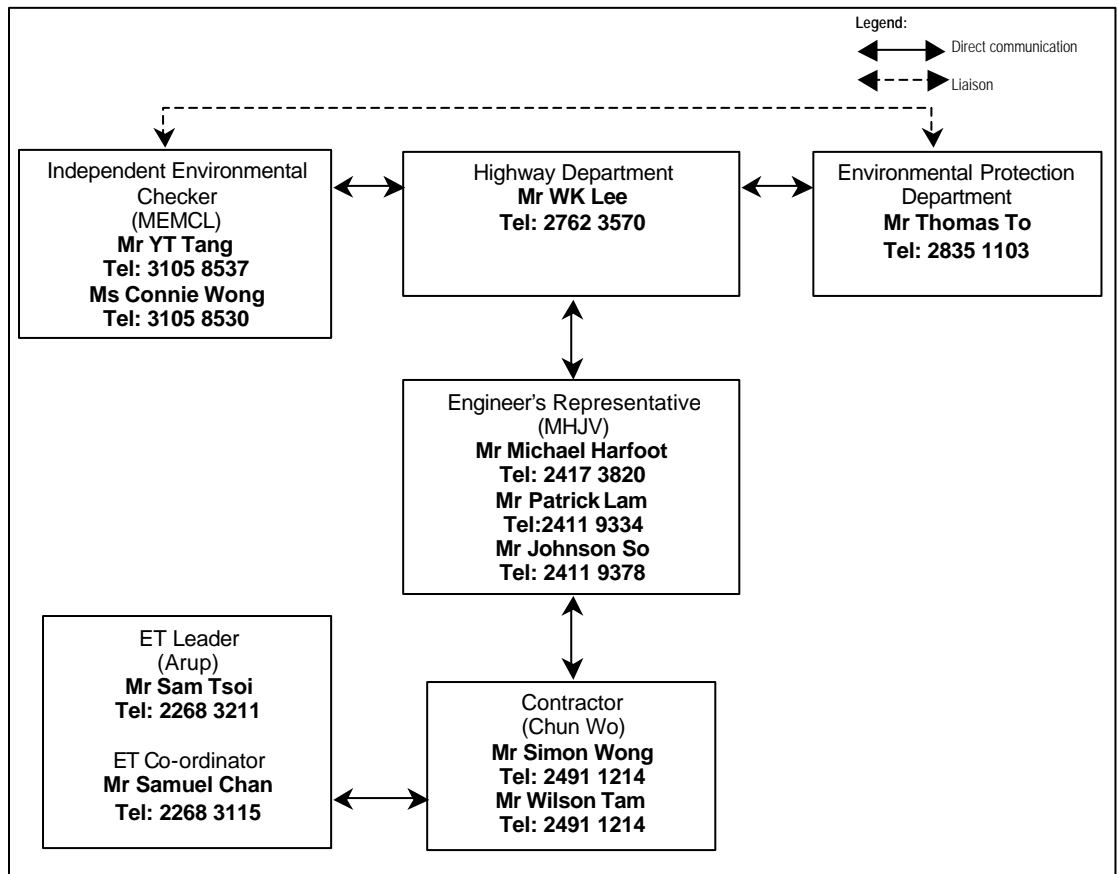 Legend:
Direct communication
Liaison
Independent Environmental
Checker
(MEMCL)
Mr YT Tang
Tel: 3105 8537
Ms Connie Wong
Tel: 3105 8530
Highway Department
Mr WK Lee
Tel: 2762 3570
Environmental Protection
Department
Mr Thomas To
Tel: 2835 1103
Engineer's Representative
(MHJV)
Mr Michael Harfoot
Tel: 2417 3820
Mr Patrick Lam
Tel:2411 9334
Mr Johnson So
Tel: 2411 9378
ET Leader
(Arup)
Mr Sam Tsoi
Tel: 2268 3211
ET Co-ordinator
Mr Samuel Chan
Tel: 2268 3115
Contractor
(Chun Wo)
Mr Simon Wong
Tel: 2491 1214
Mr Wilson Tam
Tel: 2491 1214